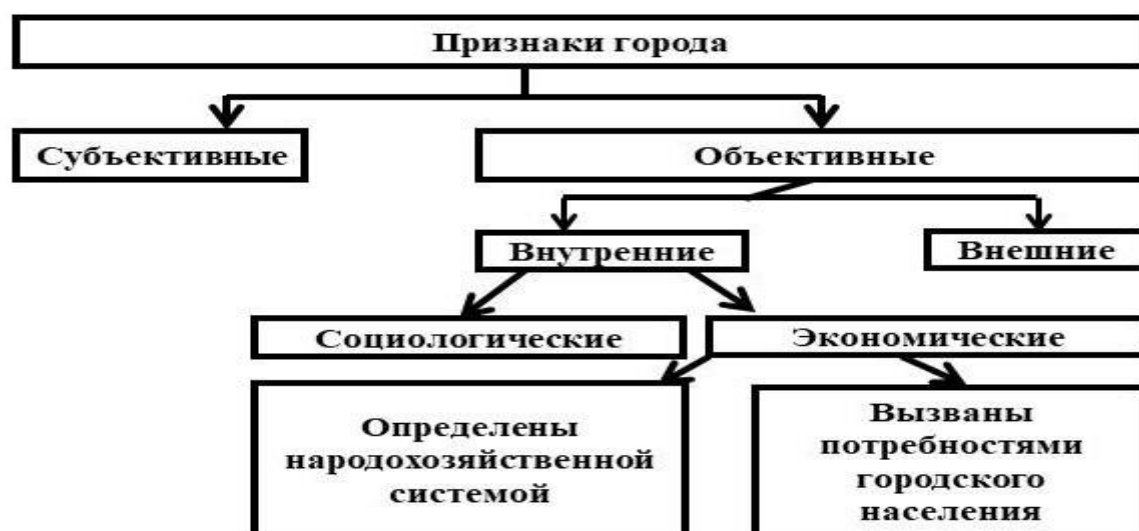 Признаки города
Субъективные
Объективные
Внутренние
Внешние
Социологические
Экономические
Определены
народохозяйственной
системой
Вызваны
потребностями
городского
населения